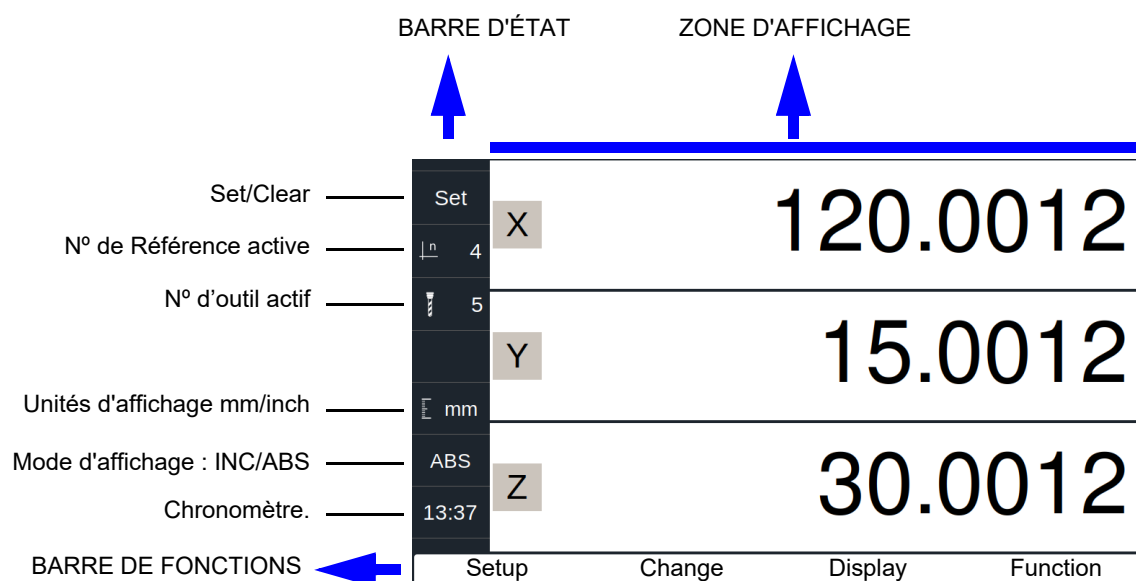 BARRE D'ÉTAT ZONE D'AFFICHAGE
Set/Clear Set
X 120.0012
Nº de Référence active n 4
Nº d’outil actif 5
Y 15.0012
Unités d'affichage mm/inch mm
Mode d'affichage : INC/ABS ABS
Z 30.0012
Chronomètre. 13:37
BARRE DE FONCTIONS Setup Change Display Function